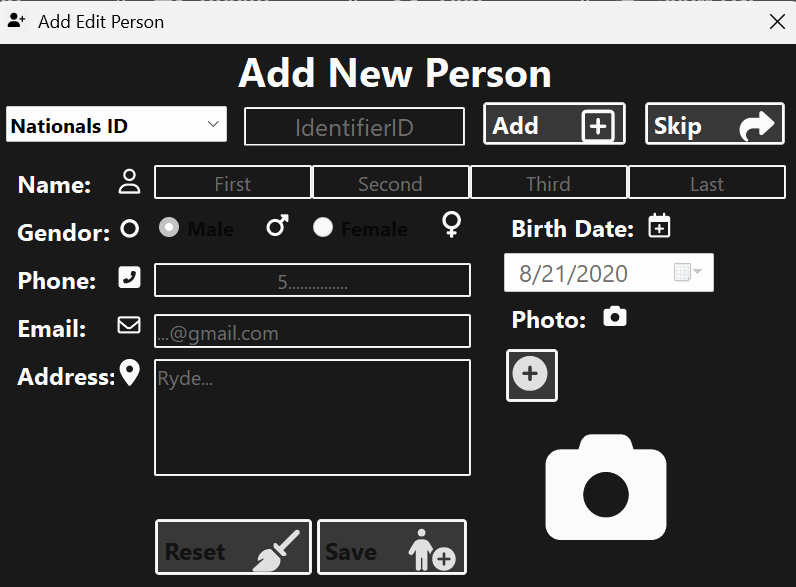 Add Edit Person
Add New Person
Nationals ID IdentifierID Add Skip
Name: First Second Third Last
Gendor: Male Female Birth Date:
Phone: 5............... 8/21/2020
Email: ...@gmail.com Photo:
Address: Ryde...
Reset Save